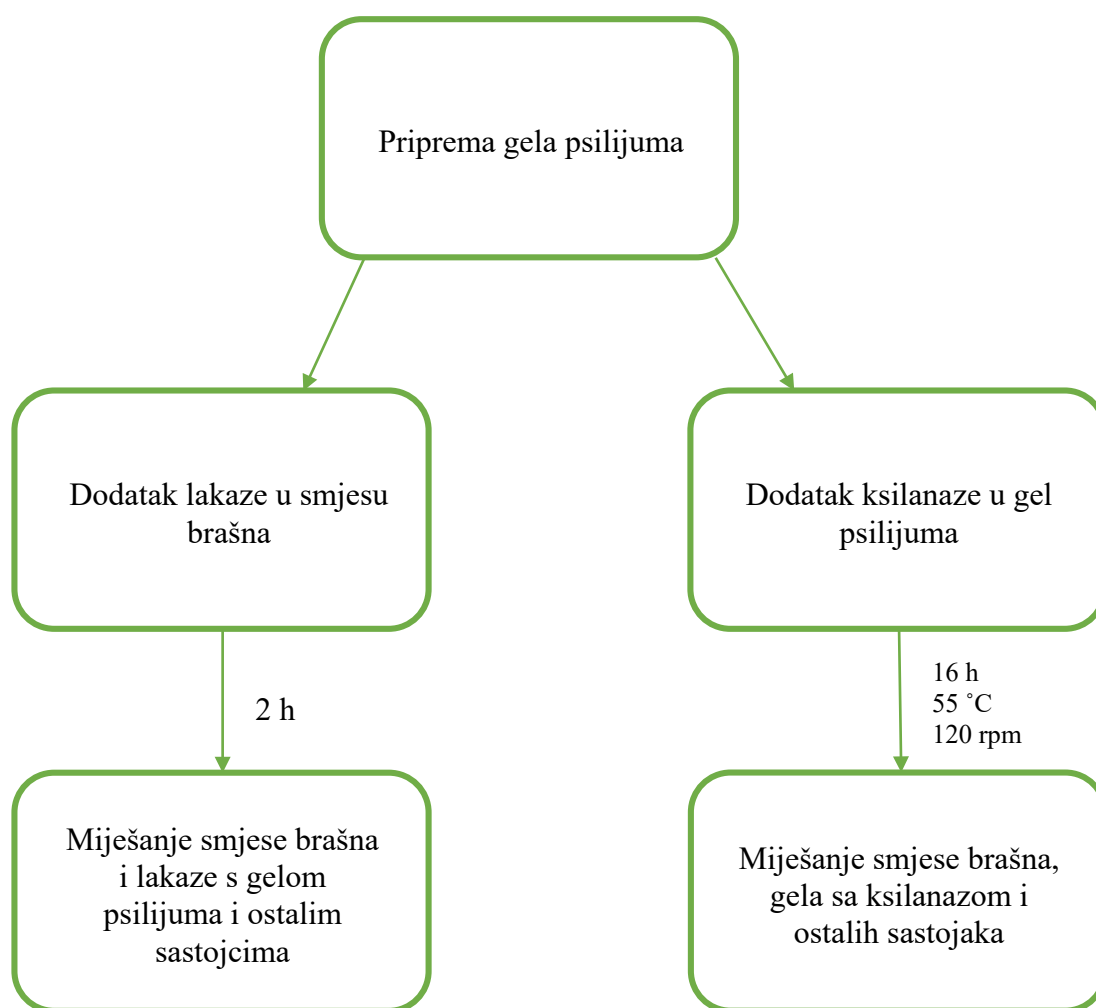 Priprema gela psilijuma
Dodatak lakaze u smjesu
brašna
Dodatak ksilanaze u gel
psilijuma
2 h
16 h
55 ˚C
120 rpm
Miješanje smjese brašna
i lakaze s gelom
psilijuma i ostalim
sastojcima
Miješanje smjese brašna,
gela sa ksilanazom i
ostalih sastojaka